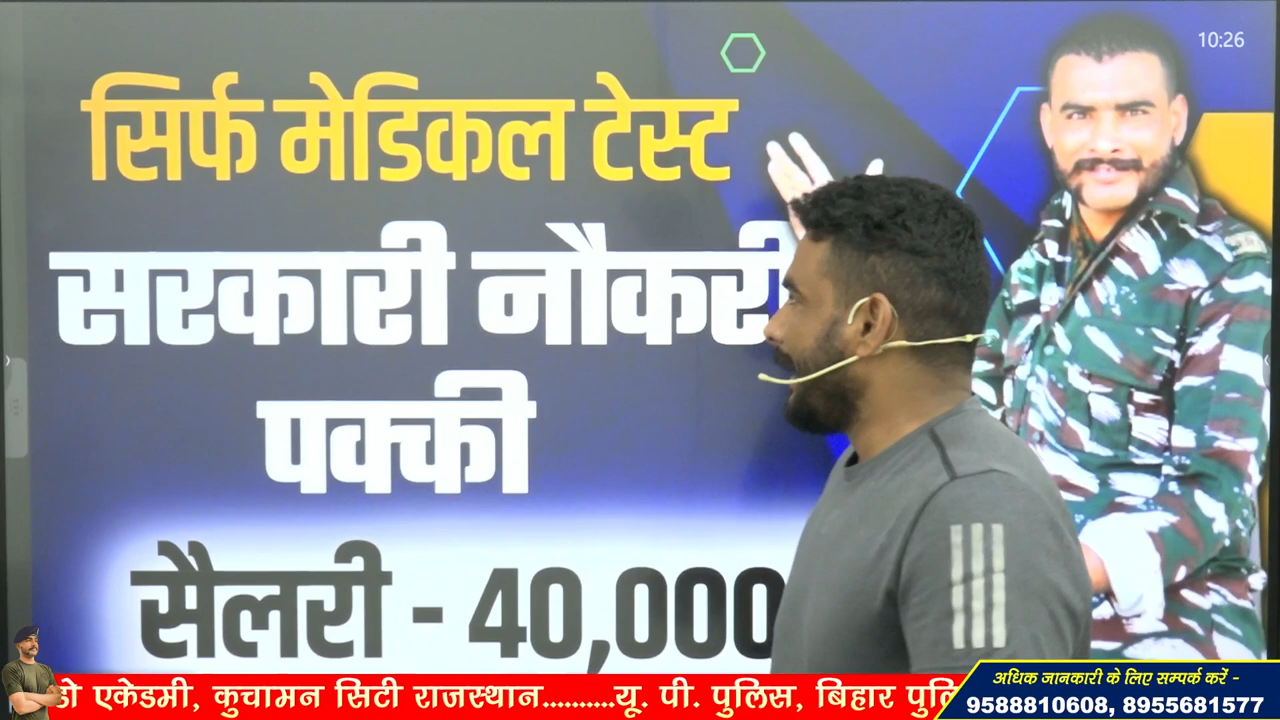 10:26
सिर्फ मेडिकल टेस्ट
सरकारी नौकरी
पक्की
सैलरी - 40,000
एकेडमी, कुचामन सिटी राजस्थान..........यू. पी. पुलिस, बिहार
अधिक जानकारी के लिए सम्पर्क करें -
9588810608, 8955681577